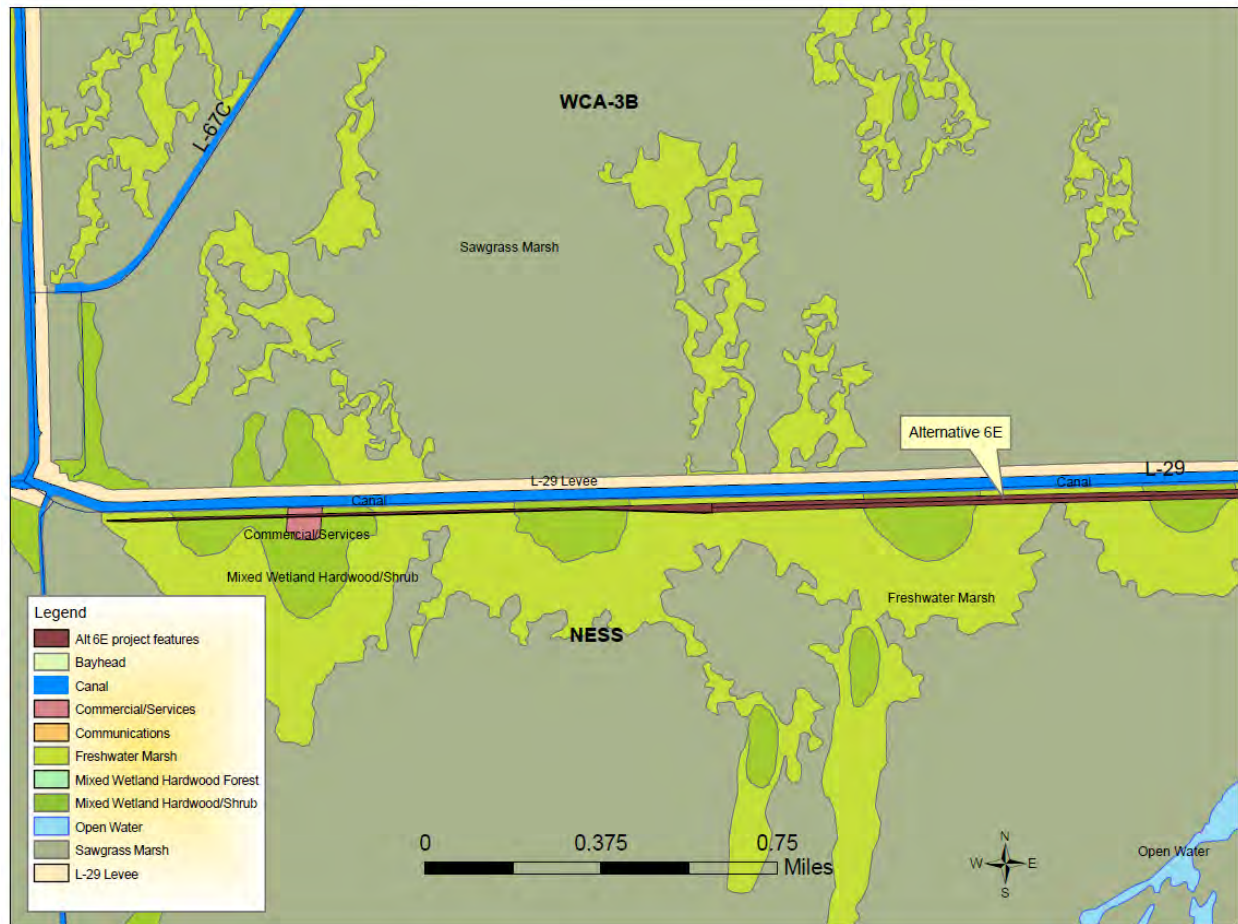 WCA-3B
L-67C
Sawgrass Marsh
Alternative 6E
L-29
L-29 Levee
Canal
Canal
Commercial/Services
Mixed Wetland Hardwood/Shrub
Freshwater Marsh
NESS
Legend
Alt 6E project features
Bayhead
Canal
Commercial/Services
Communications
Freshwater Marsh
Mixed Wetland Hardwood Forest
Mixed Wetland Hardwood/Shrub
Open Water
Sawgrass Marsh
L-29 Levee
0 0.375 0.75
Miles
N
W E
S
Open Water